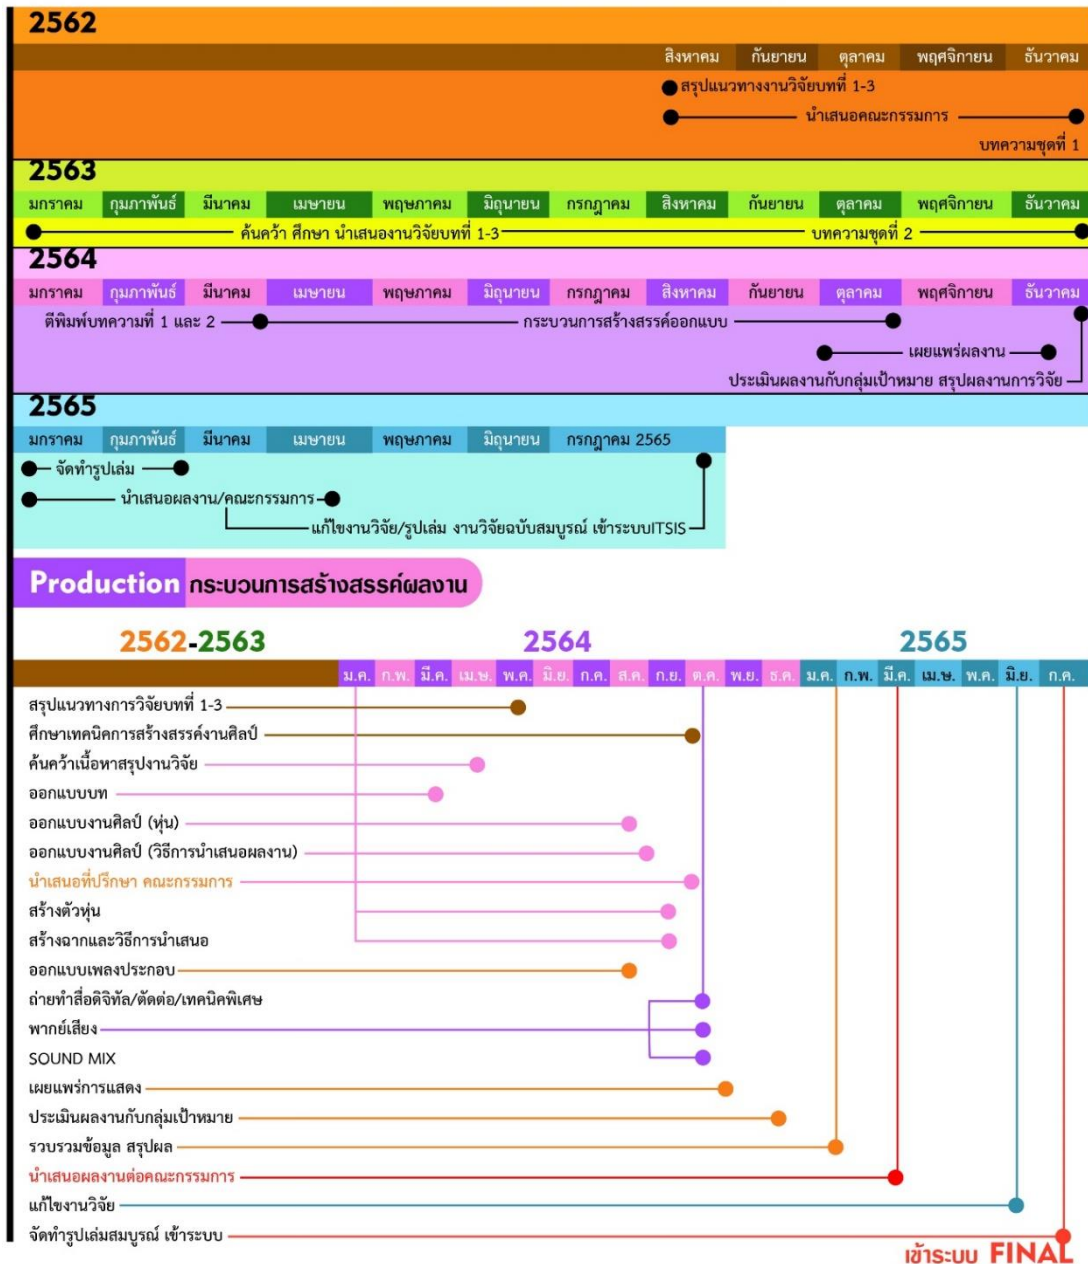 2562
สิงหาคม กันยายน ตุลาคม พฤศจิกายน ธันวาคม
สรุปแนวทางงานวิจัยบทที่ 1-3
นำเสนอคณะกรรมการ
บทความชุดที่ 1
2563
มกราคม กุมภาพันธ์ มีนาคม เมษายน พฤษภาคม มิถุนายน กรกฎาคม สิงหาคม กันยายน ตุลาคม พฤศจิกายน ธันวาคม
ค้นคว้า ศึกษา นำเสนองานวิจัยบทที่ 1-3 บทความชุดที่ 2
2564
มกราคม กุมภาพันธ์ มีนาคม เมษายน พฤษภาคม มิถุนายน กรกฎาคม สิงหาคม กันยายน ตุลาคม พฤศจิกายน ธันวาคม
ตีพิมพ์บทความที่ 1 และ 2 กระบวนการสร้างสรรค์ออกแบบ
เผยแพร่ผลงาน
ประเมินผลงานกับกลุ่มเป้าหมาย สรุปผลงานการวิจัย
2565
มกราคม กุมภาพันธ์ มีนาคม เมษายน พฤษภาคม มิถุนายน กรกฎาคม 2565
จัดทำรูปเล่ม
นำเสนอผลงาน/คณะกรรมการ
แก้ไขงานวิจัย/รูปเล่ม งานวิจัยฉบับสมบูรณ์ เข้าระบบITSIS
Production กระบวนการสร้างสรรค์ผลงาน
2562-2563 2564 2565
ม.ค. ก.พ. มี.ค. เม.ษ. พ.ค. มิ.ย. ก.ค. ส.ค. ก.ย. ต.ค. พ.ย. ธ.ค. ม.ค. ก.พ. มี.ค. เม.ษ. พ.ค. มิ.ย. ก.ค.
สรุปแนวทางการวิจัยบทที่ 1-3
ศึกษาเทคนิคการสร้างสรรค์งานศิลป์
ค้นคว้าเนื้อหาสรุปงานวิจัย
ออกแบบบท
ออกแบบงานศิลป์ (หุ่น)
ออกแบบงานศิลป์ (วิธีการนำเสนอผลงาน)
นำเสนอที่ปรึกษา คณะกรรมการ
สร้างตัวหุ่น
สร้างฉากและวิธีการนำเสนอ
ออกแบบเพลงประกอบ
ถ่ายทำสื่อดิจิทัล/ตัดต่อ/เทคนิคพิเศษ
พากย์เสียง
SOUND MIX
เผยแพร่การแสดง
ประเมินผลงานกับกลุ่มเป้าหมาย
รวบรวมข้อมูล สรุปผล
นำเสนอผลงานต่อคณะกรรมการ
แก้ไขงานวิจัย
จัดทำรูปเล่มสมบูรณ์ เข้าระบบ
เข้าระบบ FINAL